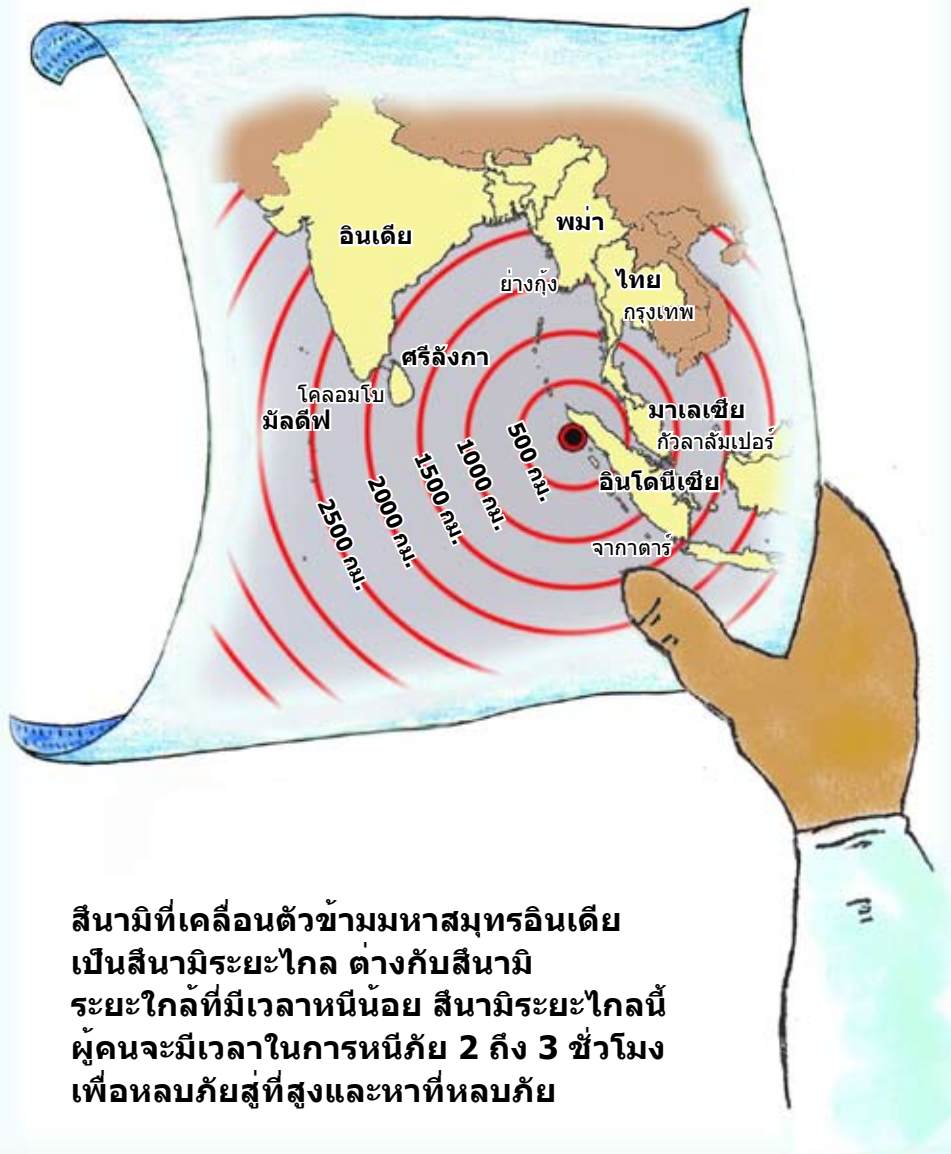 อินเดีย
พม่า
ย่างกุ้ง
ไทย
กรุงเทพ
ศรีลังกา
โคลอมโบ
มัลดีฟ
มาเลเซีย
กัวลาลัมเปอร์
อินโดนีเซีย
จากาตาร์
500 กม.
1000 กม.
1500 กม.
2000 กม.
2500 กม.
สึนามิที่เคลื่อนตัวข้ามมหาสมุทรอินเดีย
เป็นสึนามิระยะไกล ต่างกับสึนามิ
ระยะใกล้ที่มีเวลาหนีน้อย สึนามิระยะไกลนี้
ผู้คนจะมีเวลาในการหนีภัย 2 ถึง 3 ชั่วโมง
เพื่อหลบภัยสู่ที่สูงและหาที่หลบภัย